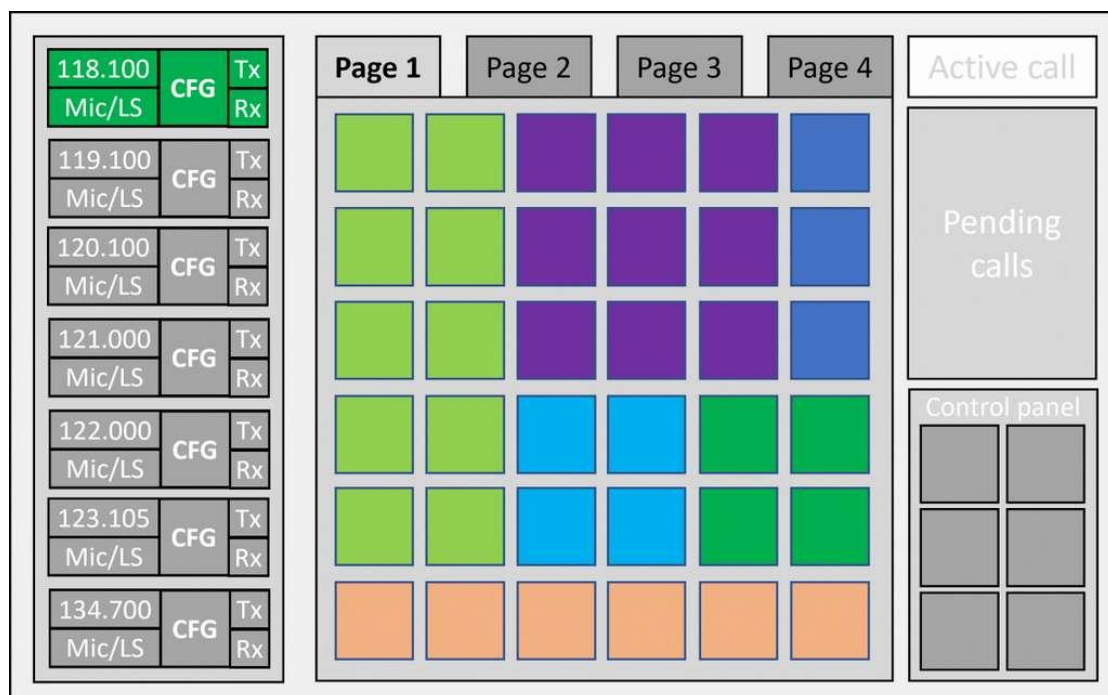 118.100 CFG Tx
Mic/LS Rx
119.100 CFG Tx
Mic/LS Rx
120.100 CFG Tx
Mic/LS Rx
121.000 CFG Tx
Mic/LS Rx
122.000 CFG Tx
Mic/LS Rx
123.105 CFG Tx
Mic/LS Rx
134.700 CFG Tx
Mic/LS Rx
Page 1 Page 2 Page 3 Page 4
Active call
Pending
calls
Control panel